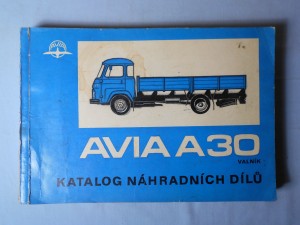 AVIA A30
VALNÍK
KATALOG NÁHRADNÍCH DÍLŮ